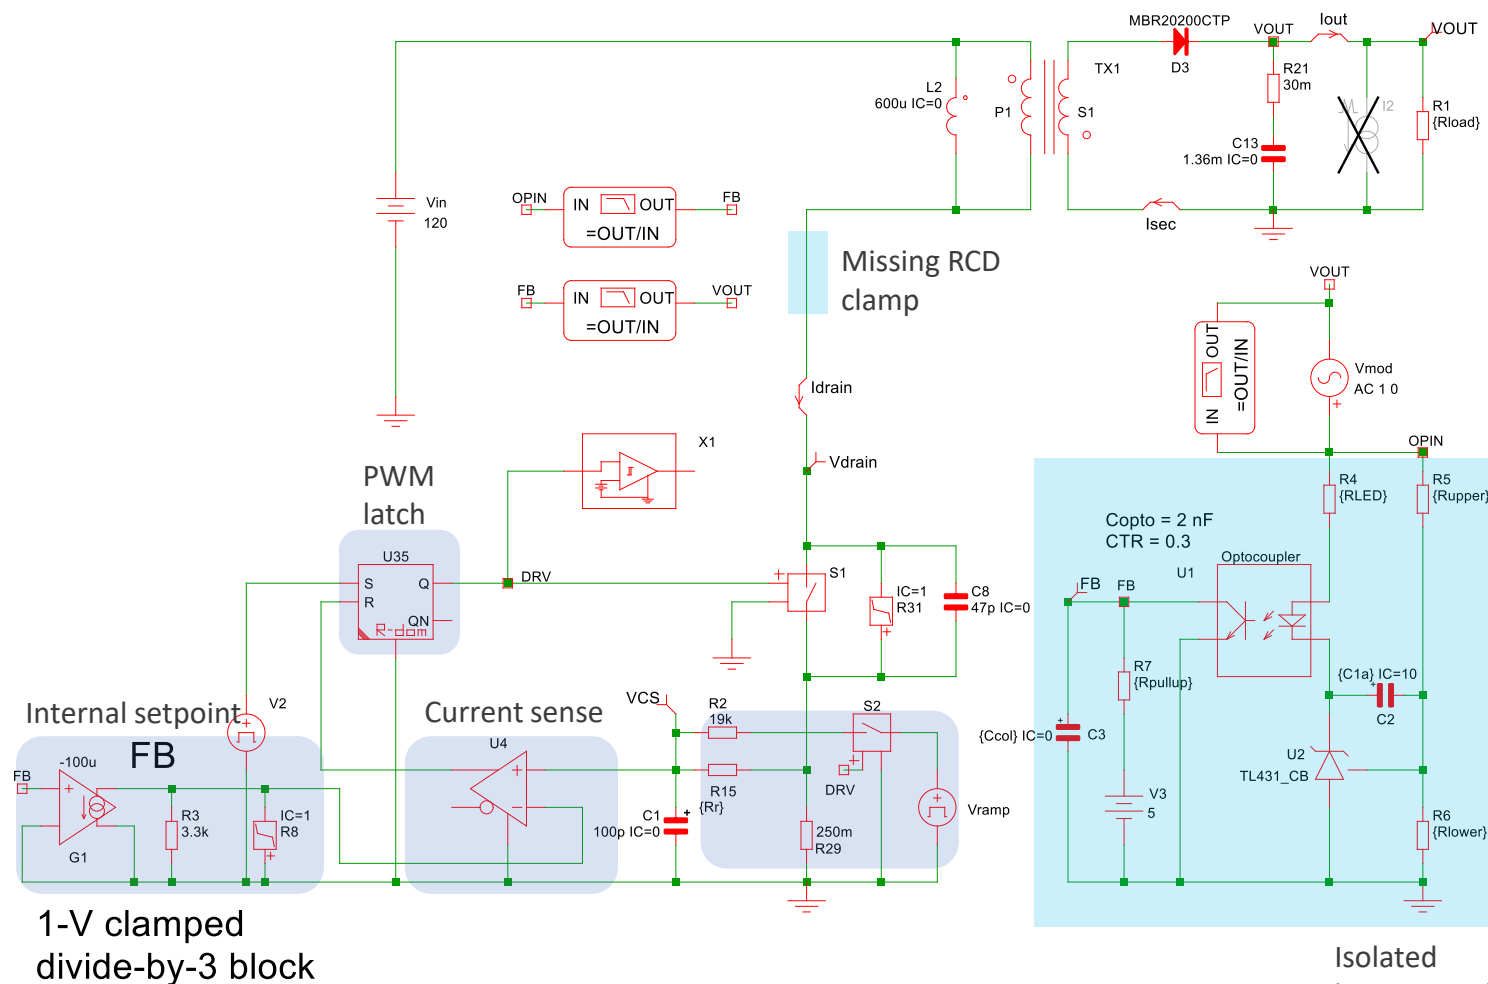 MBR20200CTP
D3
VOUT
Iout
VOUT
TX1
L2
600u IC=0
P1
S1
R21
30m
C13
1.36m IC=0
I2
R1
{Rload}
Isec
Vin
120
OPIN
IN
OUT
=OUT/IN
FB
FB
IN
OUT
=OUT/IN
VOUT
Missing RCD
clamp
VOUT
IN
OUT
=OUT/IN
Vmod
AC 1 0
OPIN
Idrain
Vdrain
X1
PWM
latch
U35
S
R
Q
QN
R-dom
DRV
S1
IC=1
R31
C8
47p IC=0
R4
{RLED}
R5
{Rupper}
Copto = 2 nF
CTR = 0.3
Optocoupler
U1
FB
FB
R7
{Rpullup}
{C1a} IC=10
C2
{Ccol} IC=0
C3
U2
TL431_CB
V3
5
R6
{Rlower}
Internal setpoint
FB
V2
FB
-100u
G1
R3
3.3k
IC=1
R8
Current sense
U4
VCS
R2
19k
S2
R15
{Rr}
DRV
C1
100p IC=0
250m
R29
Vramp
1-V clamped
divide-by-3 block
Isolated